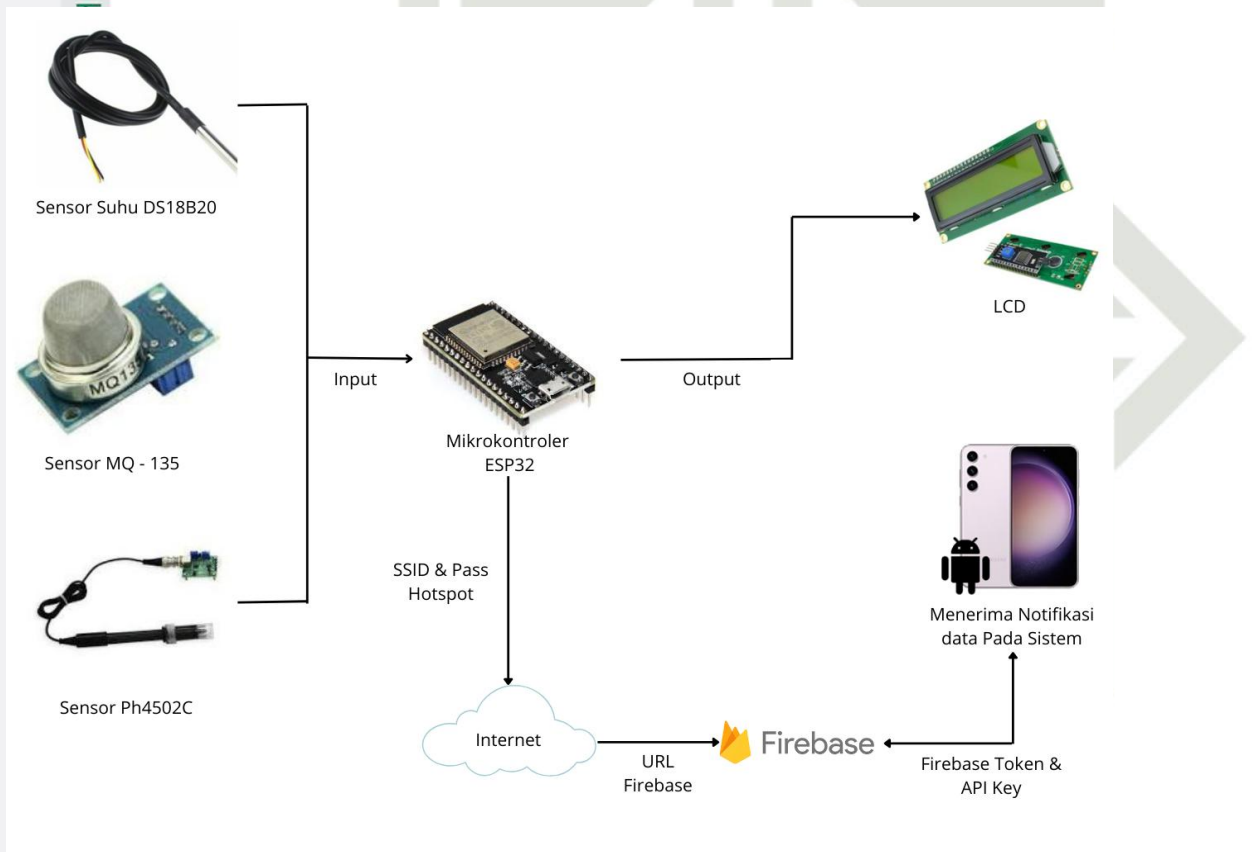 Sensor Suhu DS18B20
MQ135
Sensor MQ - 135
Sensor Ph4502C
Input
Mikrokontroler
ESP32
Output
LCD
SSID & Pass
Hotspot
Internet
URL
Firebase
Firebase
Menerima Notifikasi
data Pada Sistem
Firebase Token &
API Key